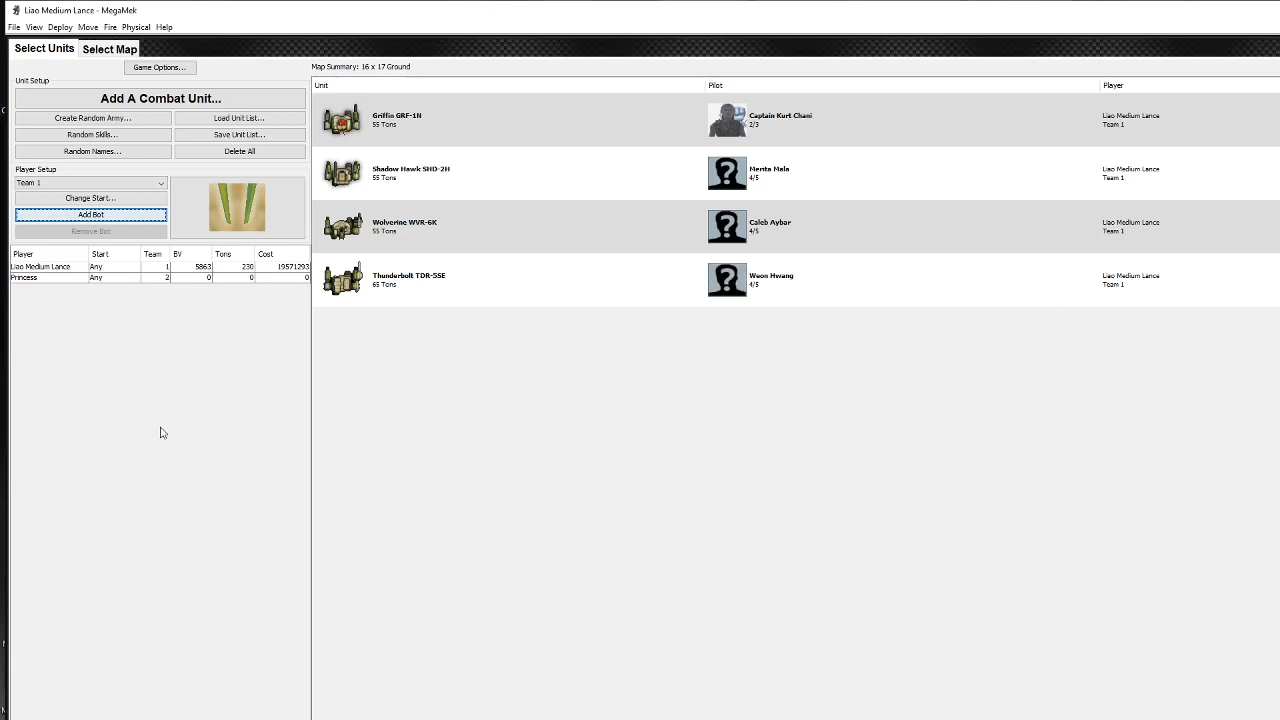 Liao Medium Lance - MegaMek
File View Deploy Move Fire Physical Help
Select Units Select Map
Game Options...
Map Summary: 16 x 17 Ground
Unit Setup
Add A Combat Unit...
Create Random Army... Load Unit List...
Random Skills... Save Unit List...
Random Names... Delete All
Player Setup
Team 1
Change Start...
Add Bot
Remove Bot
Player Start Team BV Tons Cost
Liao Medium Lance Any 1 5863 230 19571293
Princess Any 2 0 0 0
Unit Pilot Player
Griffin GRF-1N Captain Kurt Chani Liao Medium Lance
55 Tons 2/3 Team 1
Shadow Hawk SHD-2H Merita Mala Liao Medium Lance
55 Tons 4/5 Team 1
Wolverine WVR-6K Caleb Aybar Liao Medium Lance
55 Tons 4/5 Team 1
Thunderbolt TDR-5SE Weon Hwang Liao Medium Lance
65 Tons 4/5 Team 1